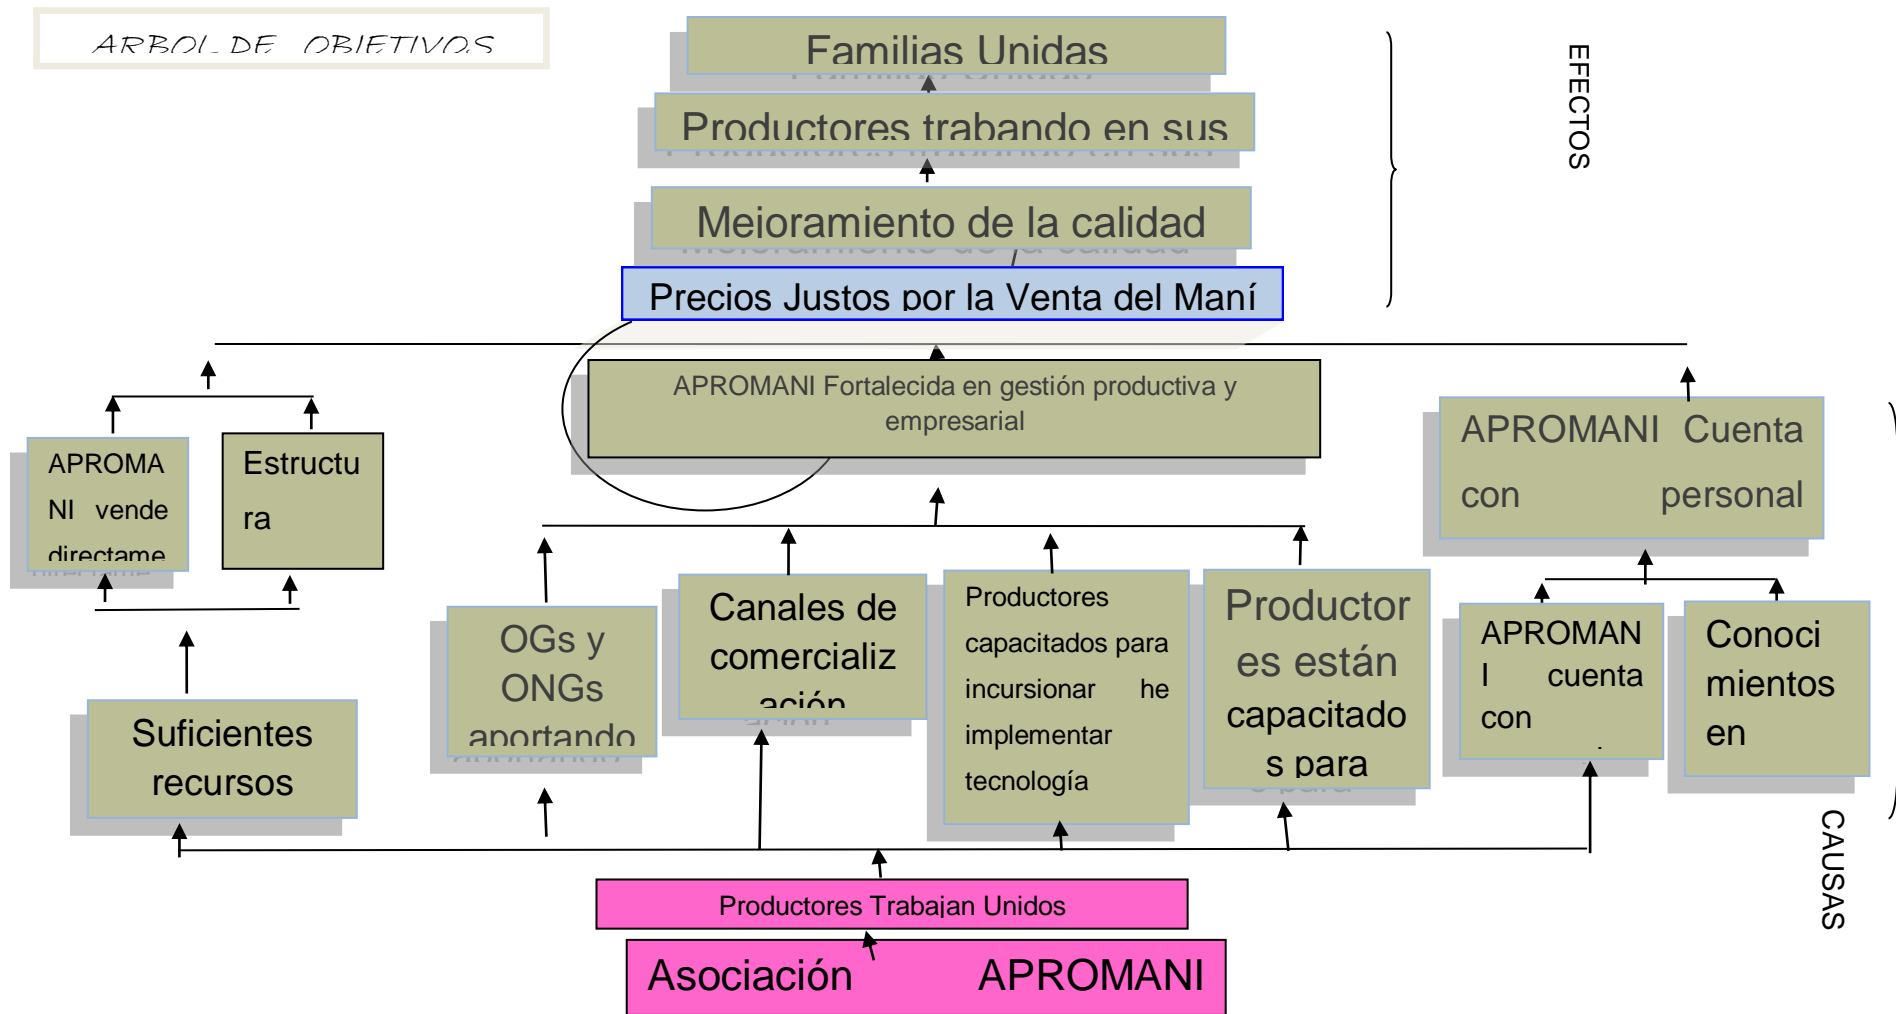 ARBOL DE OBJETIVOS
Familias Unidas
EFECTOS
Productores trabando en sus
Mejoramiento de la calidad
Precios Justos por la Venta del Maní
APROMANI Fortalecida en gestión productiva y
empresarial
APROMA
NI vende
directame
Estructu
ra
APROMANI Cuenta
con personal
OGs y
ONGs
aportando
Canales de
comercializ
ación
Productores
capacitados para
incursionar he
implementar
tecnología
Productor
es están
capacitado
s para
APROMAN
I cuenta
con
Conoci
mientos
en
Suficientes
recursos
CAUSAS
Productores Trabajan Unidos
Asociación APROMANI